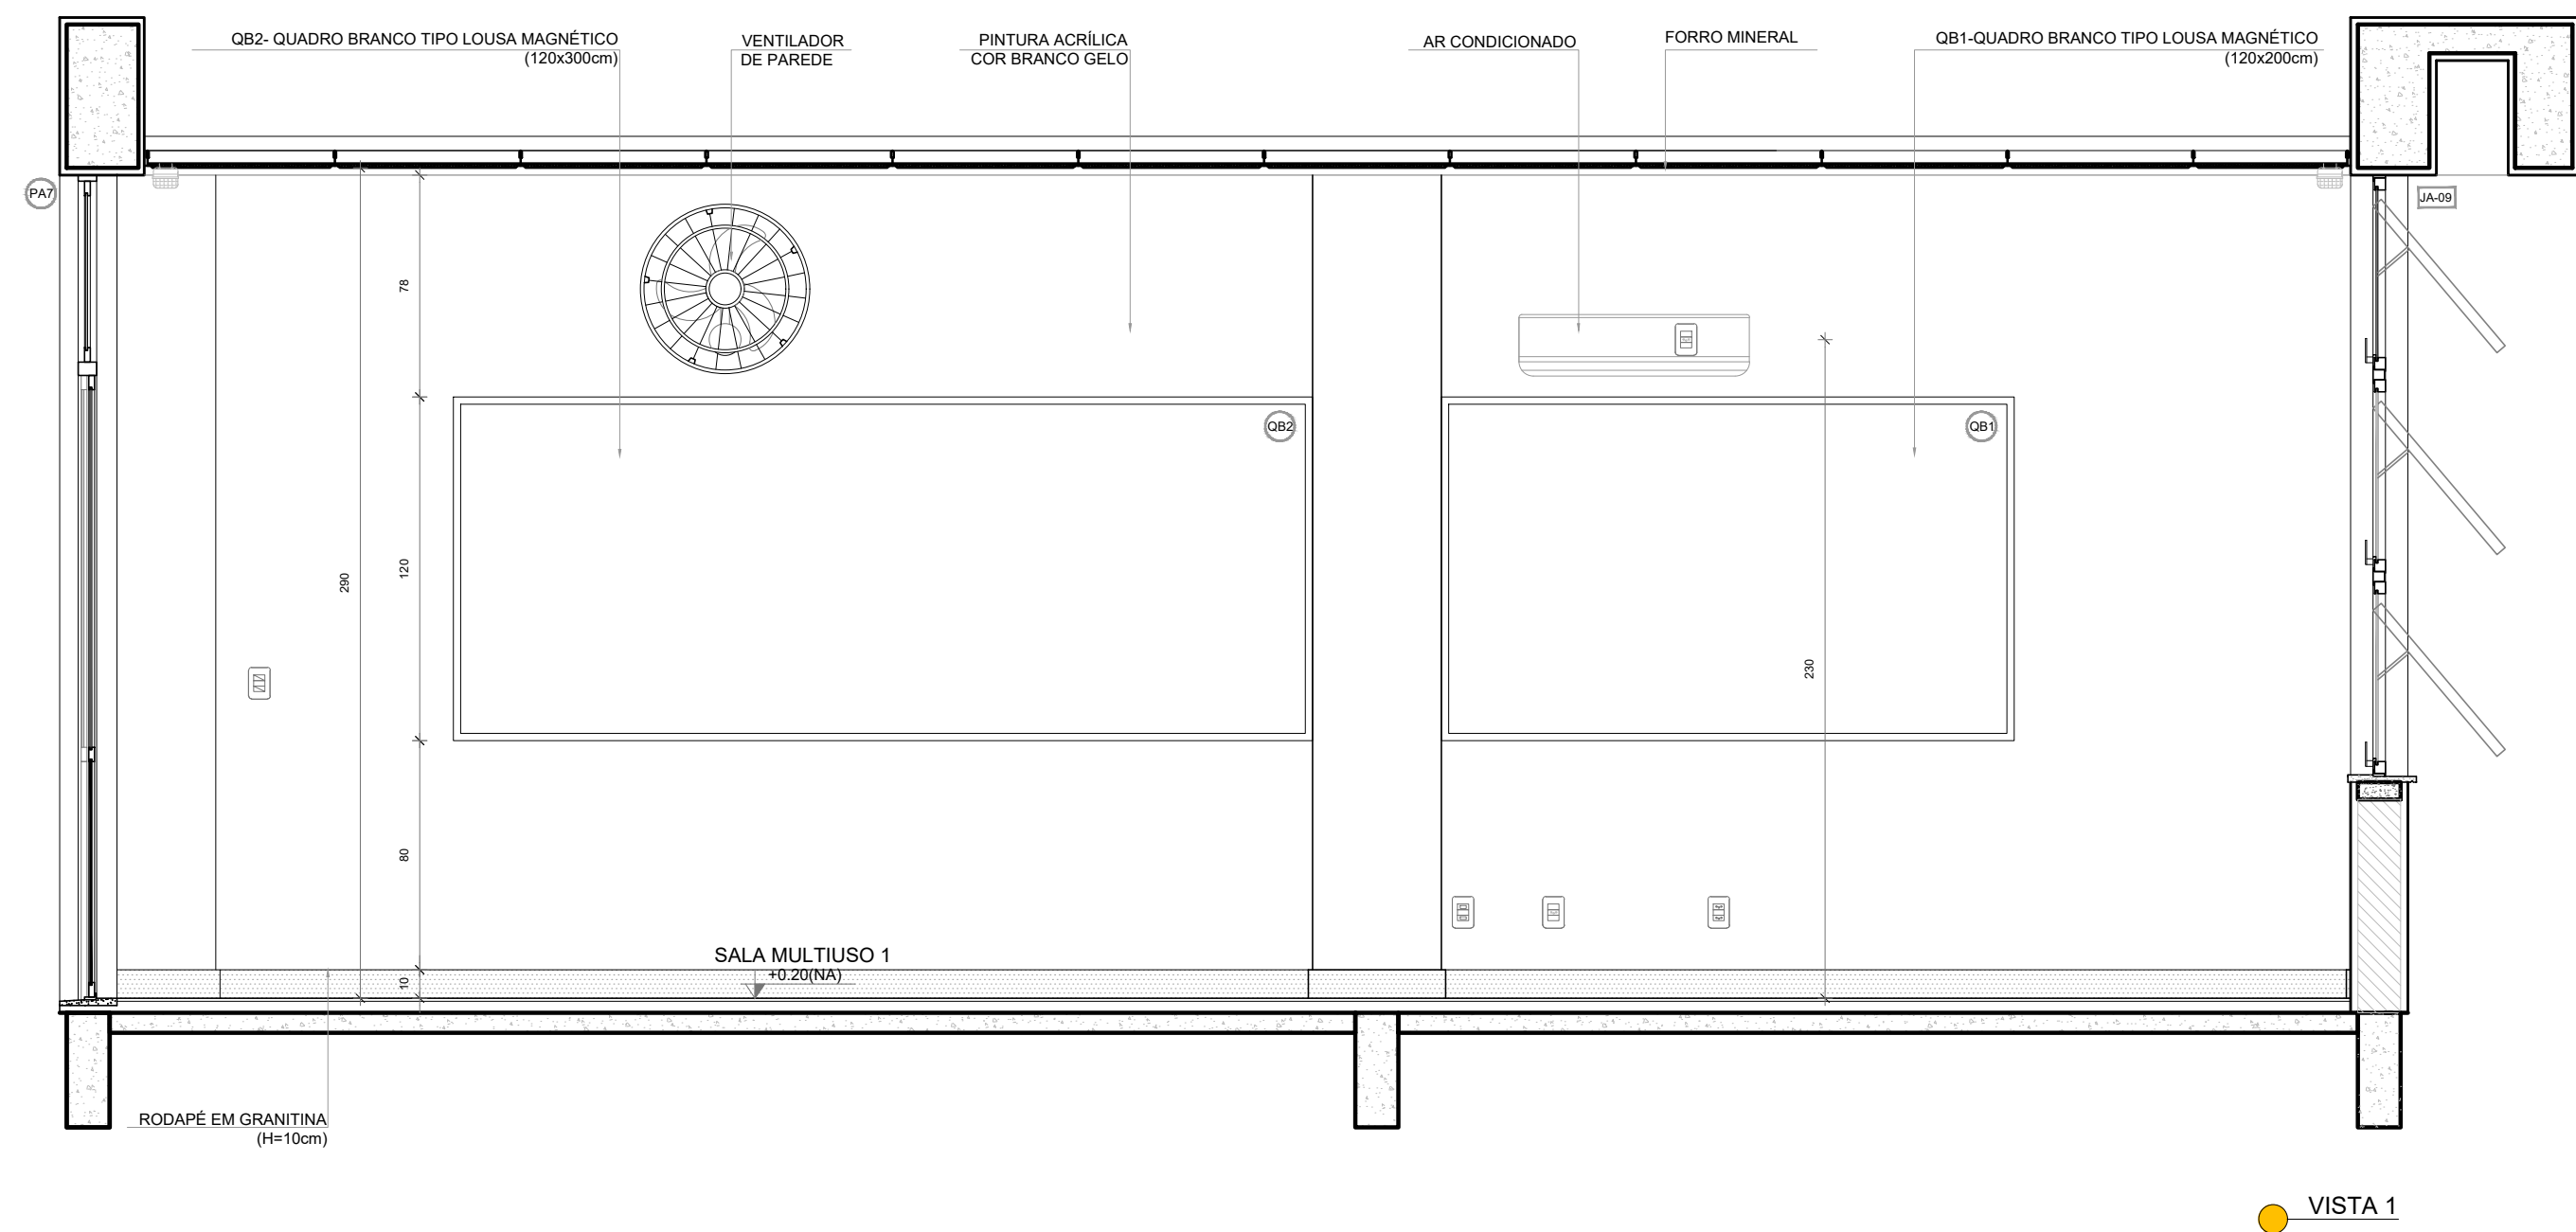 QB2- QUADRO BRANCO TIPO LOUSA MAGNÉTICO
(120x300cm)
VENTILADOR
DE PAREDE
PINTURA ACRÍLICA
COR BRANCO GELO
AR CONDICIONADO
FORRO MINERAL
QB1-QUADRO BRANCO TIPO LOUSA MAGNÉTICO
(120x200cm)
PA7
JA-09
78
QB2
QB1
120
290
230
80
SALA MULTIUSO 1
+0.20(NA)
10
RODAPÉ EM GRANITINA
(H=10cm)
VISTA 1